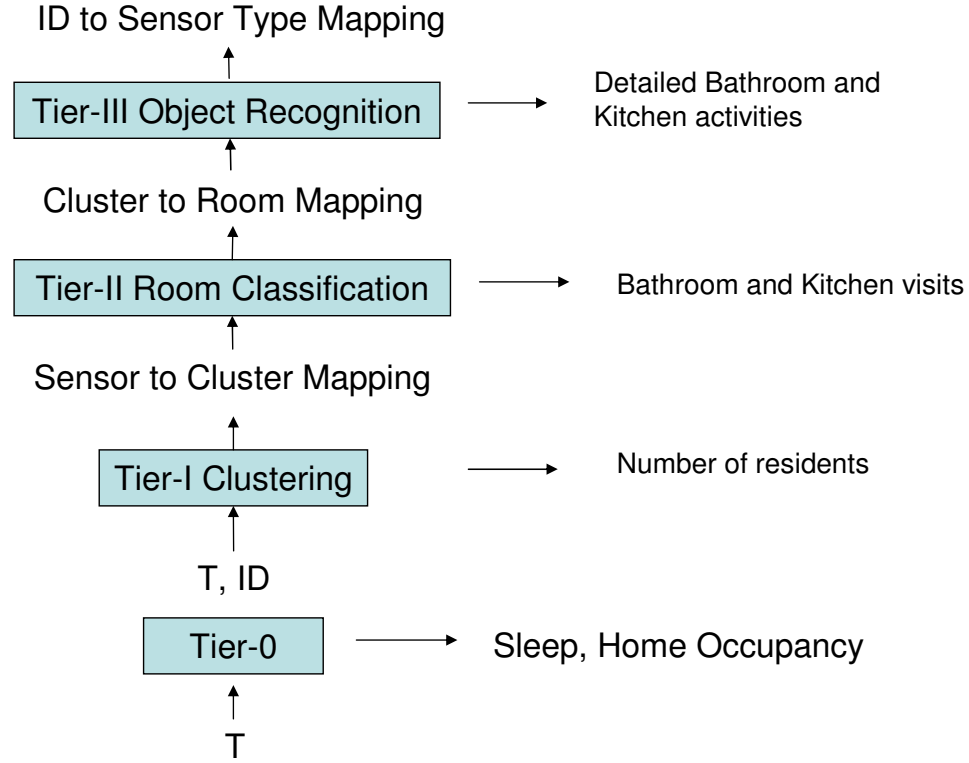 ID to Sensor Type Mapping
Tier-III Object Recognition
Detailed Bathroom and
Kitchen activities
Cluster to Room Mapping
Tier-II Room Classification
Bathroom and Kitchen visits
Sensor to Cluster Mapping
Tier-I Clustering
Number of residents
T, ID
Tier-0
Sleep, Home Occupancy
T